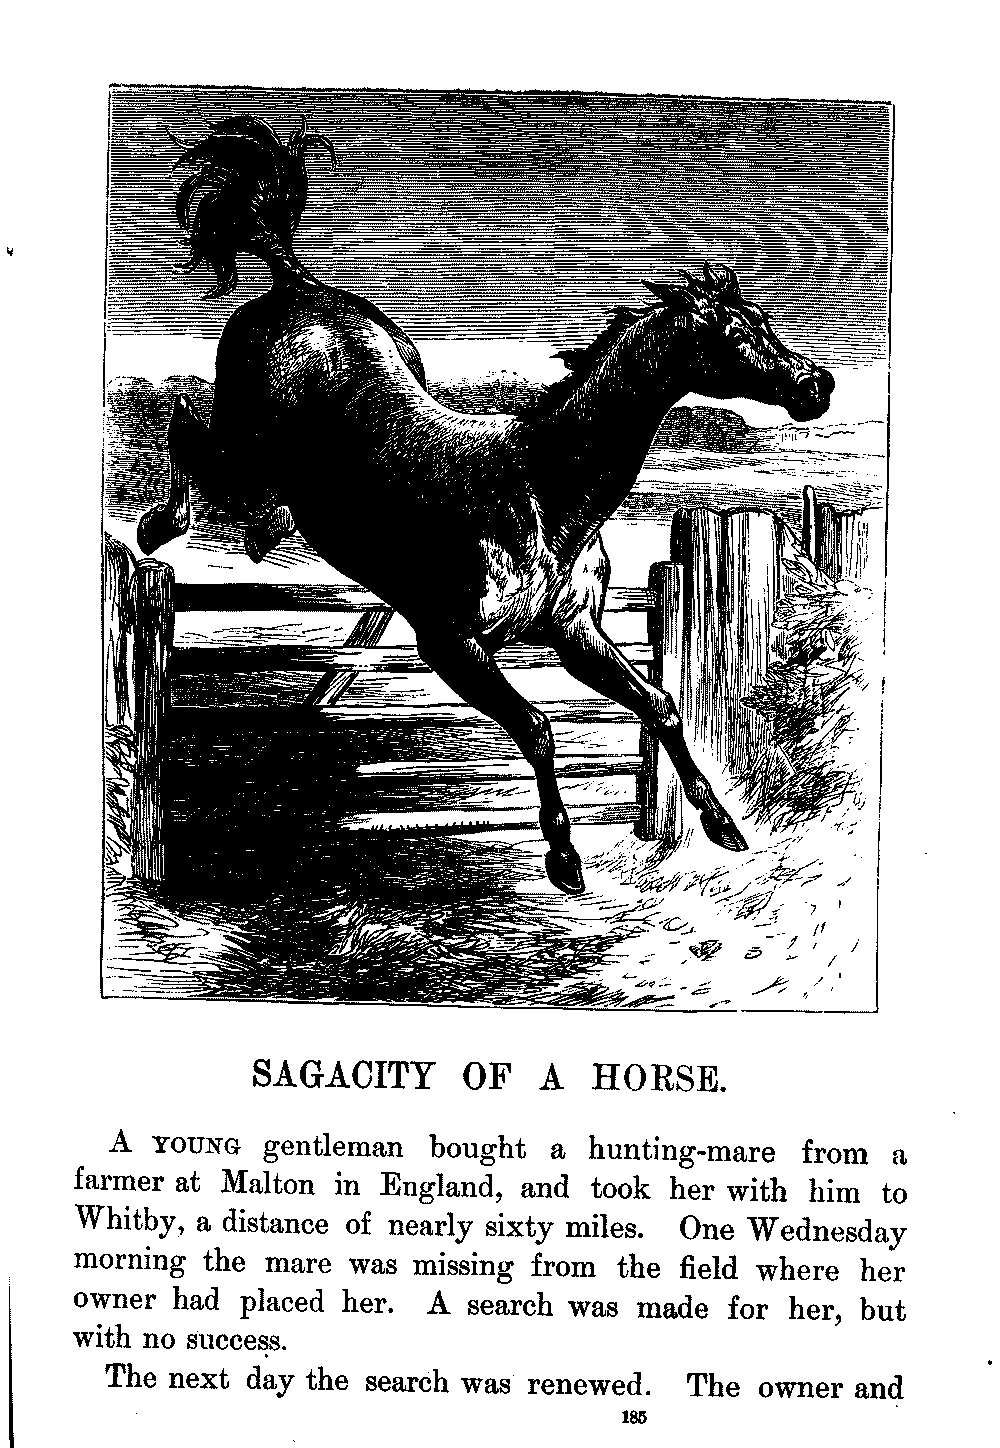 SAGACITY OF A HORSE.
A YOUNG gentleman bought a hunting-mare from a
farmer at Malton in England, and took her with him to
Whitby, a distance of nearly sixty miles. One Wednesday
morning the mare was missing from the field where her
owner had placed her. A search was made for her, but
with no success.
The next day the search was renewed. The owner and
185